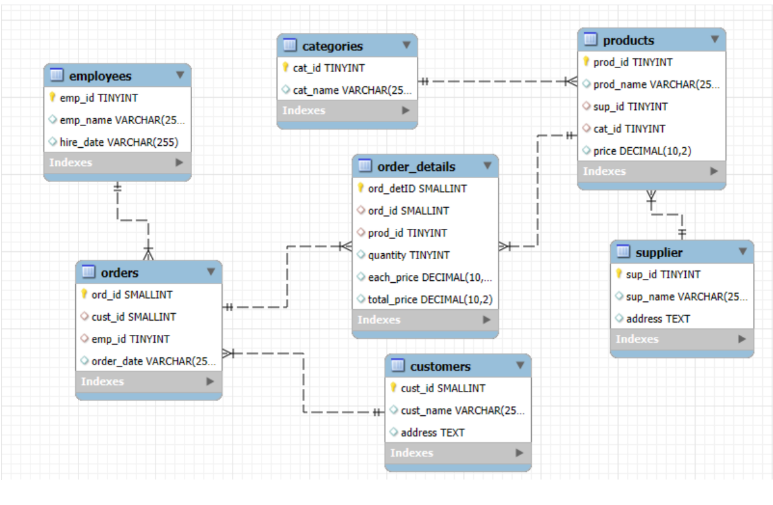 categories
cat_id TINYINT
cat_name VARCHAR(25...
Indexes
products
prod_id TINYINT
prod_name VARCHAR(25...
sup_id TINYINT
cat_id TINYINT
price DECIMAL(10,2)
Indexes
employees
emp_id TINYINT
emp_name VARCHAR(25...
hire_date VARCHAR(255)
Indexes
order_details
ord_detID SMALLINT
ord_id SMALLINT
prod_id TINYINT
quantity TINYINT
each_price DECIMAL(10,...
total_price DECIMAL(10,2)
Indexes
supplier
sup_id TINYINT
sup_name VARCHAR(25...
address TEXT
Indexes
orders
ord_id SMALLINT
cust_id SMALLINT
emp_id TINYINT
order_date VARCHAR(25...
Indexes
customers
cust_id SMALLINT
cust_name VARCHAR(25...
address TEXT
Indexes